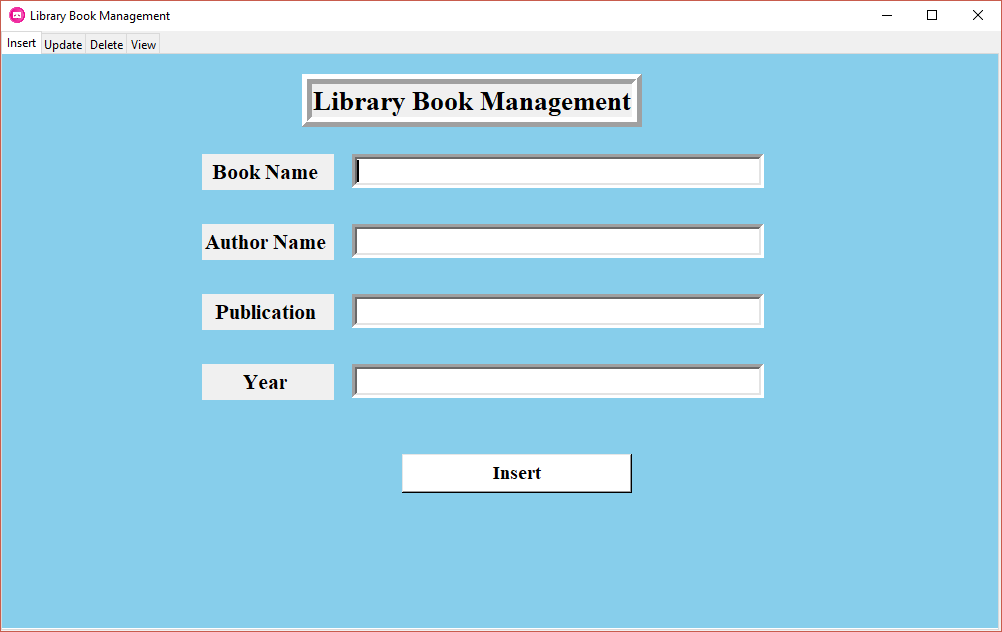 Library Book Management
Insert Update Delete View
Library Book Management
Book Name
Author Name
Publication
Year
Insert